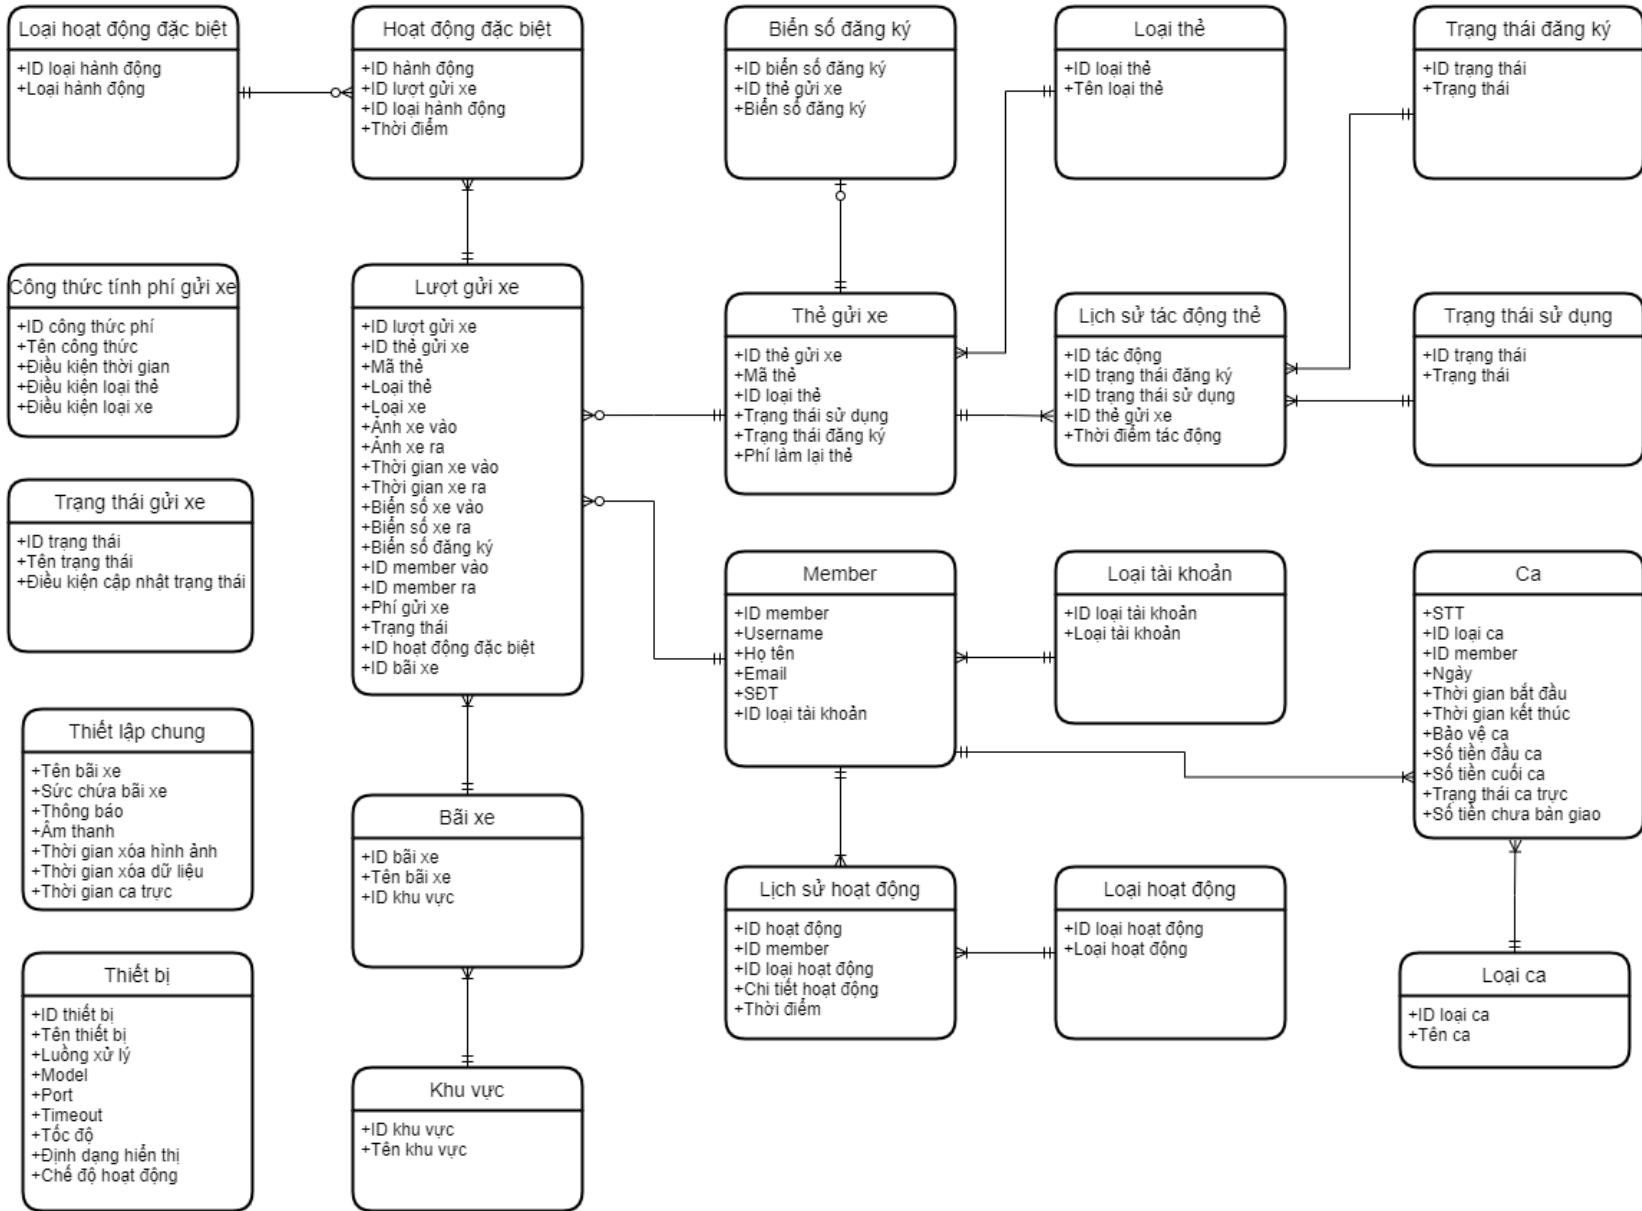 Loại hoạt động đặc biệt
+ID loại hành động
+Loại hành động
Hoạt động đặc biệt
+ID hành động
+ID lượt gửi xe
+ID loại hành động
+Thời điểm
Biển số đăng ký
+ID biển số đăng ký
+ID thẻ gửi xe
+Biển số đăng ký
Loại thẻ
+ID loại thẻ
+Tên loại thẻ
Trạng thái đăng ký
+ID trạng thái
+Trạng thái
Công thức tính phí gửi xe
+ID công thức phí
+Tên công thức
+Điều kiện thời gian
+Điều kiện loại thẻ
+Điều kiện loại xe
Lượt gửi xe
+ID lượt gửi xe
+ID thẻ gửi xe
+Mã thẻ
+Loại thẻ
+Loại xe
+Ảnh xe vào
+Ảnh xe ra
+Thời gian xe vào
+Thời gian xe ra
+Biển số xe vào
+Biển số xe ra
+Biển số đăng ký
+ID member vào
+ID member ra
+Phí gửi xe
+Trạng thái
+ID hoạt động đặc biệt
+ID bãi xe
Thẻ gửi xe
+ID thẻ gửi xe
+Mã thẻ
+ID loại thẻ
+Trạng thái sử dụng
+Trạng thái đăng ký
+Phí làm lại thẻ
Lịch sử tác động thẻ
+ID tác động
+ID trạng thái đăng ký
+ID trạng thái sử dụng
+ID thẻ gửi xe
+Thời điểm tác động
Trạng thái sử dụng
+ID trạng thái
+Trạng thái
Trạng thái gửi xe
+ID trạng thái
+Tên trạng thái
+Điều kiện cập nhật trạng thái
Member
+ID member
+Username
+Họ tên
+Email
+SĐT
+ID loại tài khoản
Loại tài khoản
+ID loại tài khoản
+Loại tài khoản
Ca
+STT
+ID loại ca
+ID member
+Ngày
+Thời gian bắt đầu
+Thời gian kết thúc
+Bảo vệ ca
+Số tiền đầu ca
+Số tiền cuối ca
+Trạng thái ca trực
+Số tiền chưa bàn giao
Thiết lập chung
+Tên bãi xe
+Sức chứa bãi xe
+Thông báo
+Âm thanh
+Thời gian xóa hình ảnh
+Thời gian xóa dữ liệu
+Thời gian ca trực
Bãi xe
+ID bãi xe
+Tên bãi xe
+ID khu vực
Lịch sử hoạt động
+ID hoạt động
+ID member
+ID loại hoạt động
+Chi tiết hoạt động
+Thời điểm
Loại hoạt động
+ID loại hoạt động
+Loại hoạt động
Loại ca
+ID loại ca
+Tên ca
Thiết bị
+ID thiết bị
+Tên thiết bị
+Luồng xử lý
+Model
+Port
+Timeout
+Tốc độ
+Định dạng hiển thị
+Chế độ hoạt động
Khu vực
+ID khu vực
+Tên khu vực